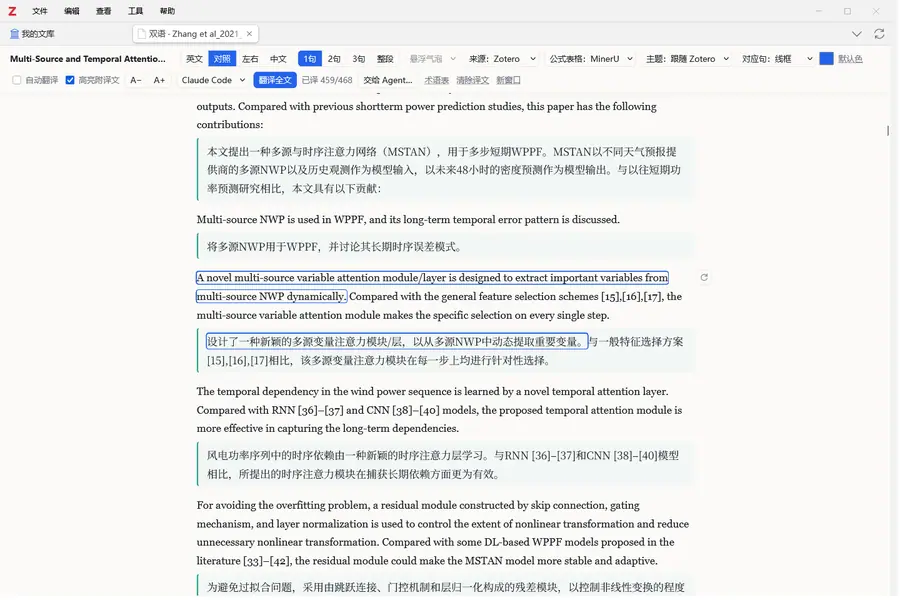 Z 文件 编辑 查看 工具 帮助
我的文库 双语 - Zhang et al_2021_ ×
Multi-Source and Temporal Attentio... 英文 对照 左右 中文 1句 2句 3句 整段 悬浮气泡 来源：Zotero 公式表格：MinerU 主题：跟随 Zotero 对应句：线框 默认色
自动翻译 高亮附译文 A− A+ Claude Code 翻译全文 已译 459/468 交给 Agent... 术语表 清除译文 新窗口
outputs. Compared with previous shortterm power prediction studies, this paper has the following
contributions:
本文提出一种多源与时序注意力网络（MSTAN），用于多步短期WPPF。MSTAN以不同天气预报提
供商的多源NWP以及历史观测作为模型输入，以未来48小时的密度预测作为模型输出。与以往短期功
率预测研究相比，本文具有以下贡献：
Multi-source NWP is used in WPPF, and its long-term temporal error pattern is discussed.
将多源NWP用于WPPF，并讨论其长期时序误差模式。
A novel multi-source variable attention module/layer is designed to extract important variables from
multi-source NWP dynamically. Compared with the general feature selection schemes [15],[16],[17], the
multi-source variable attention module makes the specific selection on every single step.
设计了一种新颖的多源变量注意力模块/层，以从多源NWP中动态提取重要变量。与一般特征选择方案
[15],[16],[17]相比，该多源变量注意力模块在每一步上均进行针对性选择。
The temporal dependency in the wind power sequence is learned by a novel temporal attention layer.
Compared with RNN [36]–[37] and CNN [38]–[40] models, the proposed temporal attention module is
more effective in capturing the long-term dependencies.
风电功率序列中的时序依赖由一种新颖的时序注意力层学习。与RNN [36]–[37]和CNN [38]–[40]模型
相比，所提出的时序注意力模块在捕获长期依赖方面更为有效。
For avoiding the overfitting problem, a residual module constructed by skip connection, gating
mechanism, and layer normalization is used to control the extent of nonlinear transformation and reduce
unnecessary nonlinear transformation. Compared with some DL-based WPPF models proposed in the
literature [33]–[42], the residual module could make the MSTAN model more stable and adaptive.
为避免过拟合问题，采用由跳跃连接、门控机制和层归一化构成的残差模块，以控制非线性变换的程度